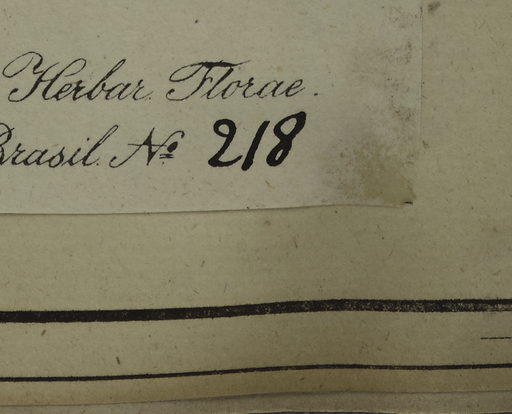 Herbar. Florae.
Brasil. № 218